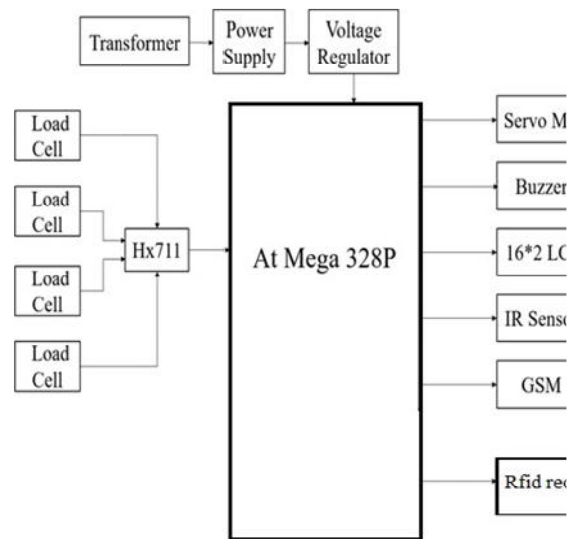 Transformer
Power
Supply
Voltage
Regulator
Load
Cell
Load
Cell
Load
Cell
Load
Cell
Hx711
At Mega 328P
Servo M
Buzzer
16*2 LC
IR Senso
GSM
Rfid rec